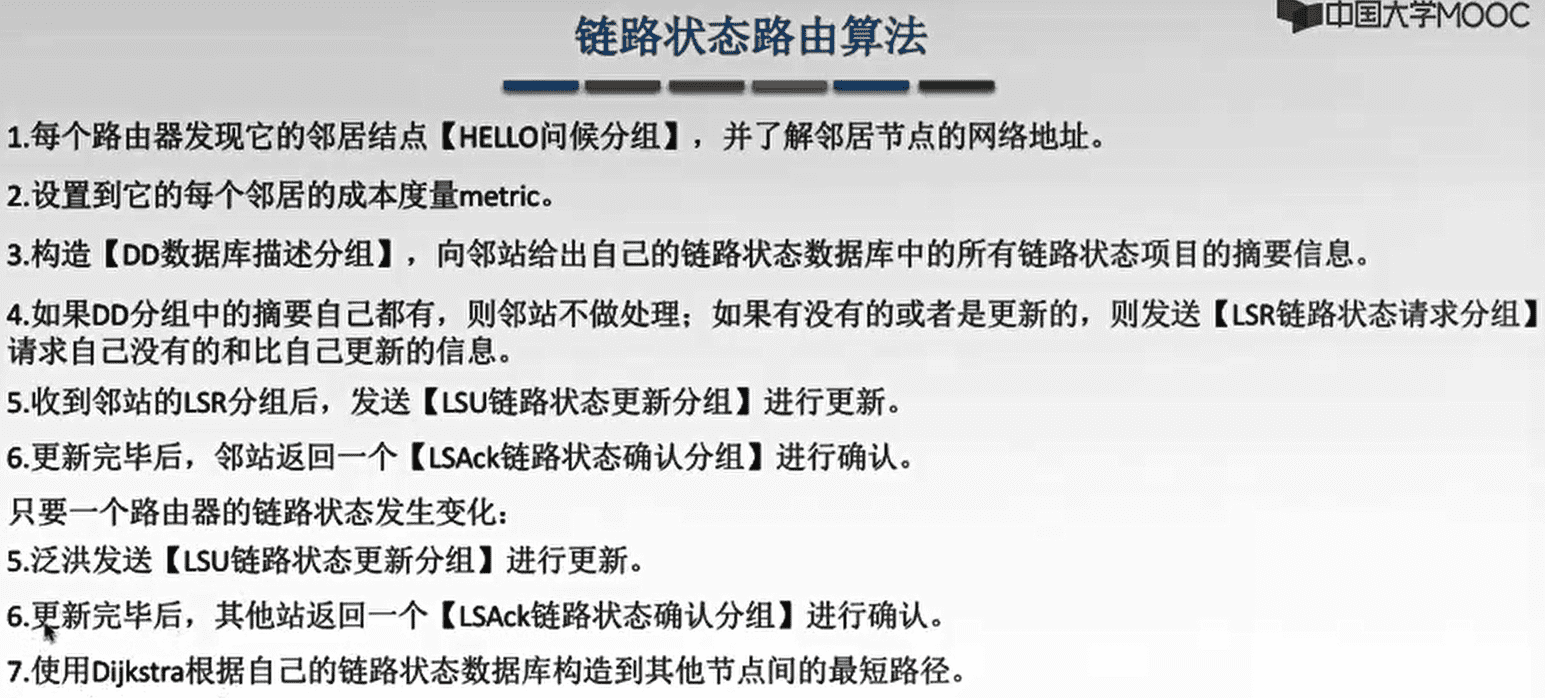 中国大学MOOC
链路状态路由算法
1.每个路由器发现它的邻居结点【HELLO问候分组】，并了解邻居节点的网络地址。
2.设置到它的每个邻居的成本度量metric。
3.构造【DD数据库描述分组】，向邻站给出自己的链路状态数据库中的所有链路状态项目的摘要信息。
4.如果DD分组中的摘要自己都有，则邻站不做处理；如果有没有的或者是更新的，则发送【LSR链路状态请求分组】
请求自己没有的和比自己更新的信息。
5.收到邻站的LSR分组后，发送【LSU链路状态更新分组】进行更新。
6.更新完毕后，邻站返回一个【LSAck链路状态确认分组】进行确认。
只要一个路由器的链路状态发生变化：
5.泛洪发送【LSU链路状态更新分组】进行更新。
6.更新完毕后，其他站返回一个【LSAck链路状态确认分组】进行确认。
7.使用Dijkstra根据自己的链路状态数据库构造到其他节点间的最短路径。